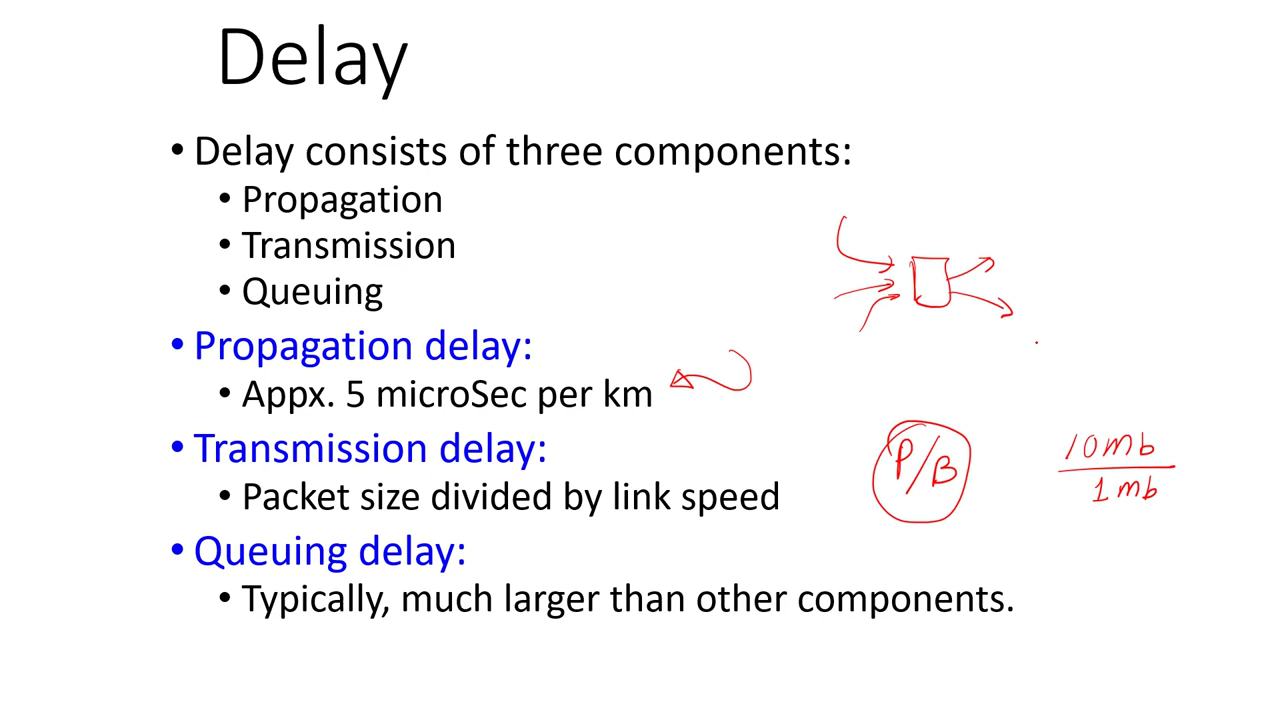 Delay
• Delay consists of three components:
• Propagation
• Transmission
• Queuing
• Propagation delay:
• Appx. 5 microSec per km
• Transmission delay:
• Packet size divided by link speed
P/B
10mb
1mb
• Queuing delay:
• Typically, much larger than other components.